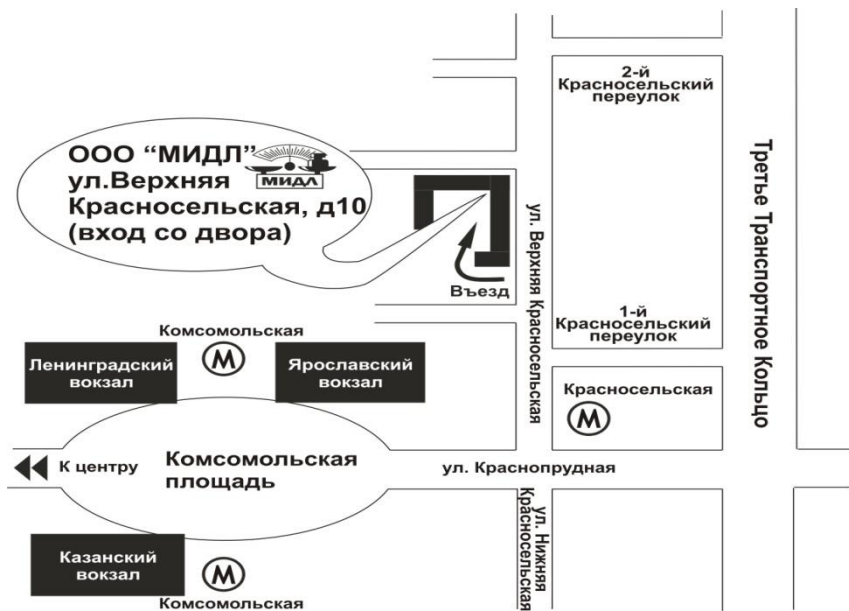 2-й
Красносельский
переулок
ООО “МИДЛ”
МИДЛ
ул.Верхняя
Красносельская, д10
(вход со двора)
Третье Транспортное Кольцо
ул. Верхняя Красносельская
Въезд
1-й
Красносельский
переулок
Комсомольская
М
Ленинградский
вокзал
Ярославский
вокзал
Красносельская
М
К центру
Комсомольская
площадь
ул. Краснопрудная
ул. Нижняя
Красносельская
Казанский
вокзал
М
Комсомольская